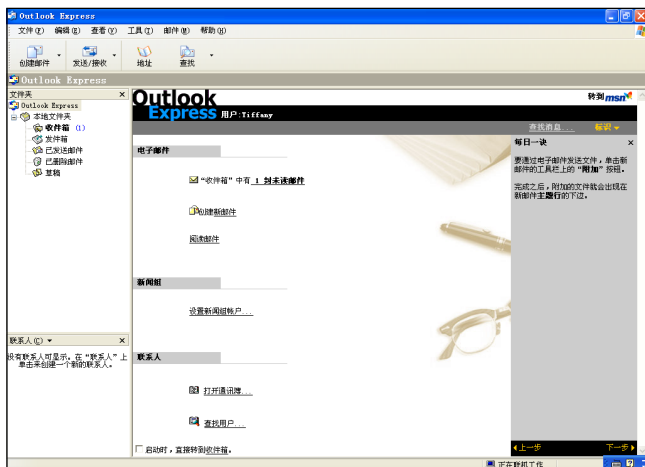 Outlook Express
文件(F) 编辑(E) 查看(V) 工具(T) 邮件(M) 帮助(H)
创建邮件 发送/接收 地址 查找
Outlook Express
文件夹
Outlook Express
本地文件夹
收件箱 (1)
发件箱
已发送邮件
已删除邮件
草稿
联系人(C)
没有联系人可显示。在“联系人”上
单击来创建一个新的联系人。
Outlook
Express 用户:Tiffany
转到 msn
查找消息... 标识
电子邮件
“收件箱”中有 1 封未读邮件
创建新邮件
阅读邮件
新闻组
设置新闻组帐户...
联系人
打开通讯簿...
查找用户...
启动时，直接转到收件箱。
每日一诀
要通过电子邮件发送文件，单击新
邮件的工具栏上的“附加”按钮。
完成之后，附加的文件就会出现在
新邮件主题行的下边。
上一步 下一步
正在联机工作